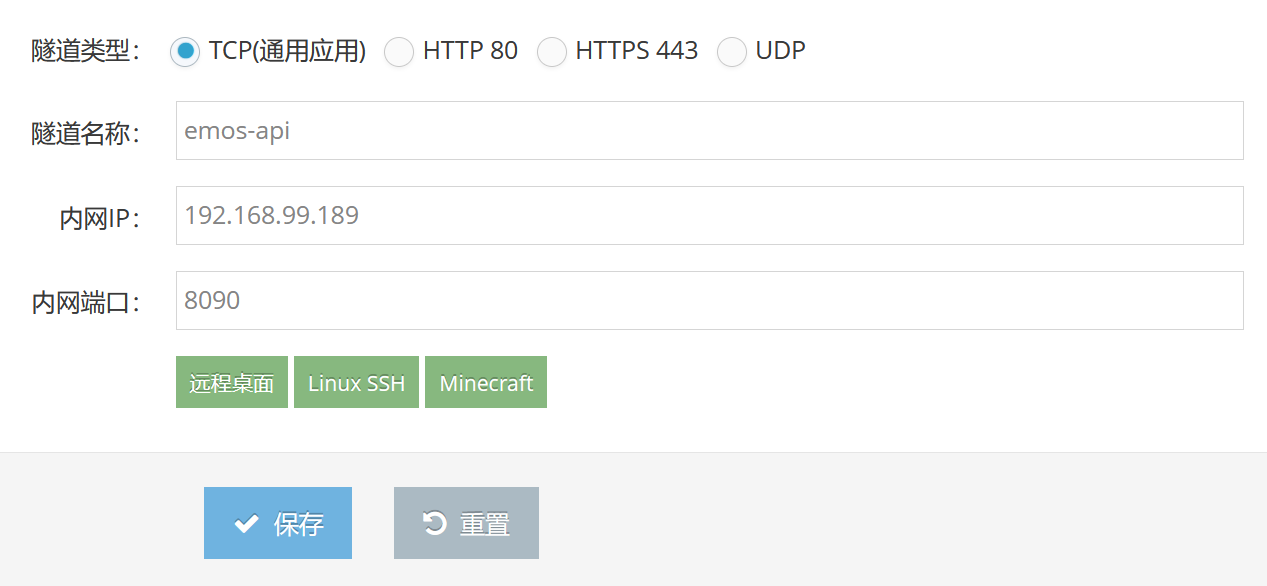 隧道类型： TCP(通用应用) HTTP 80 HTTPS 443 UDP
隧道名称： emos-api
内网IP： 192.168.99.189
内网端口： 8090
远程桌面 Linux SSH Minecraft
保存 重置